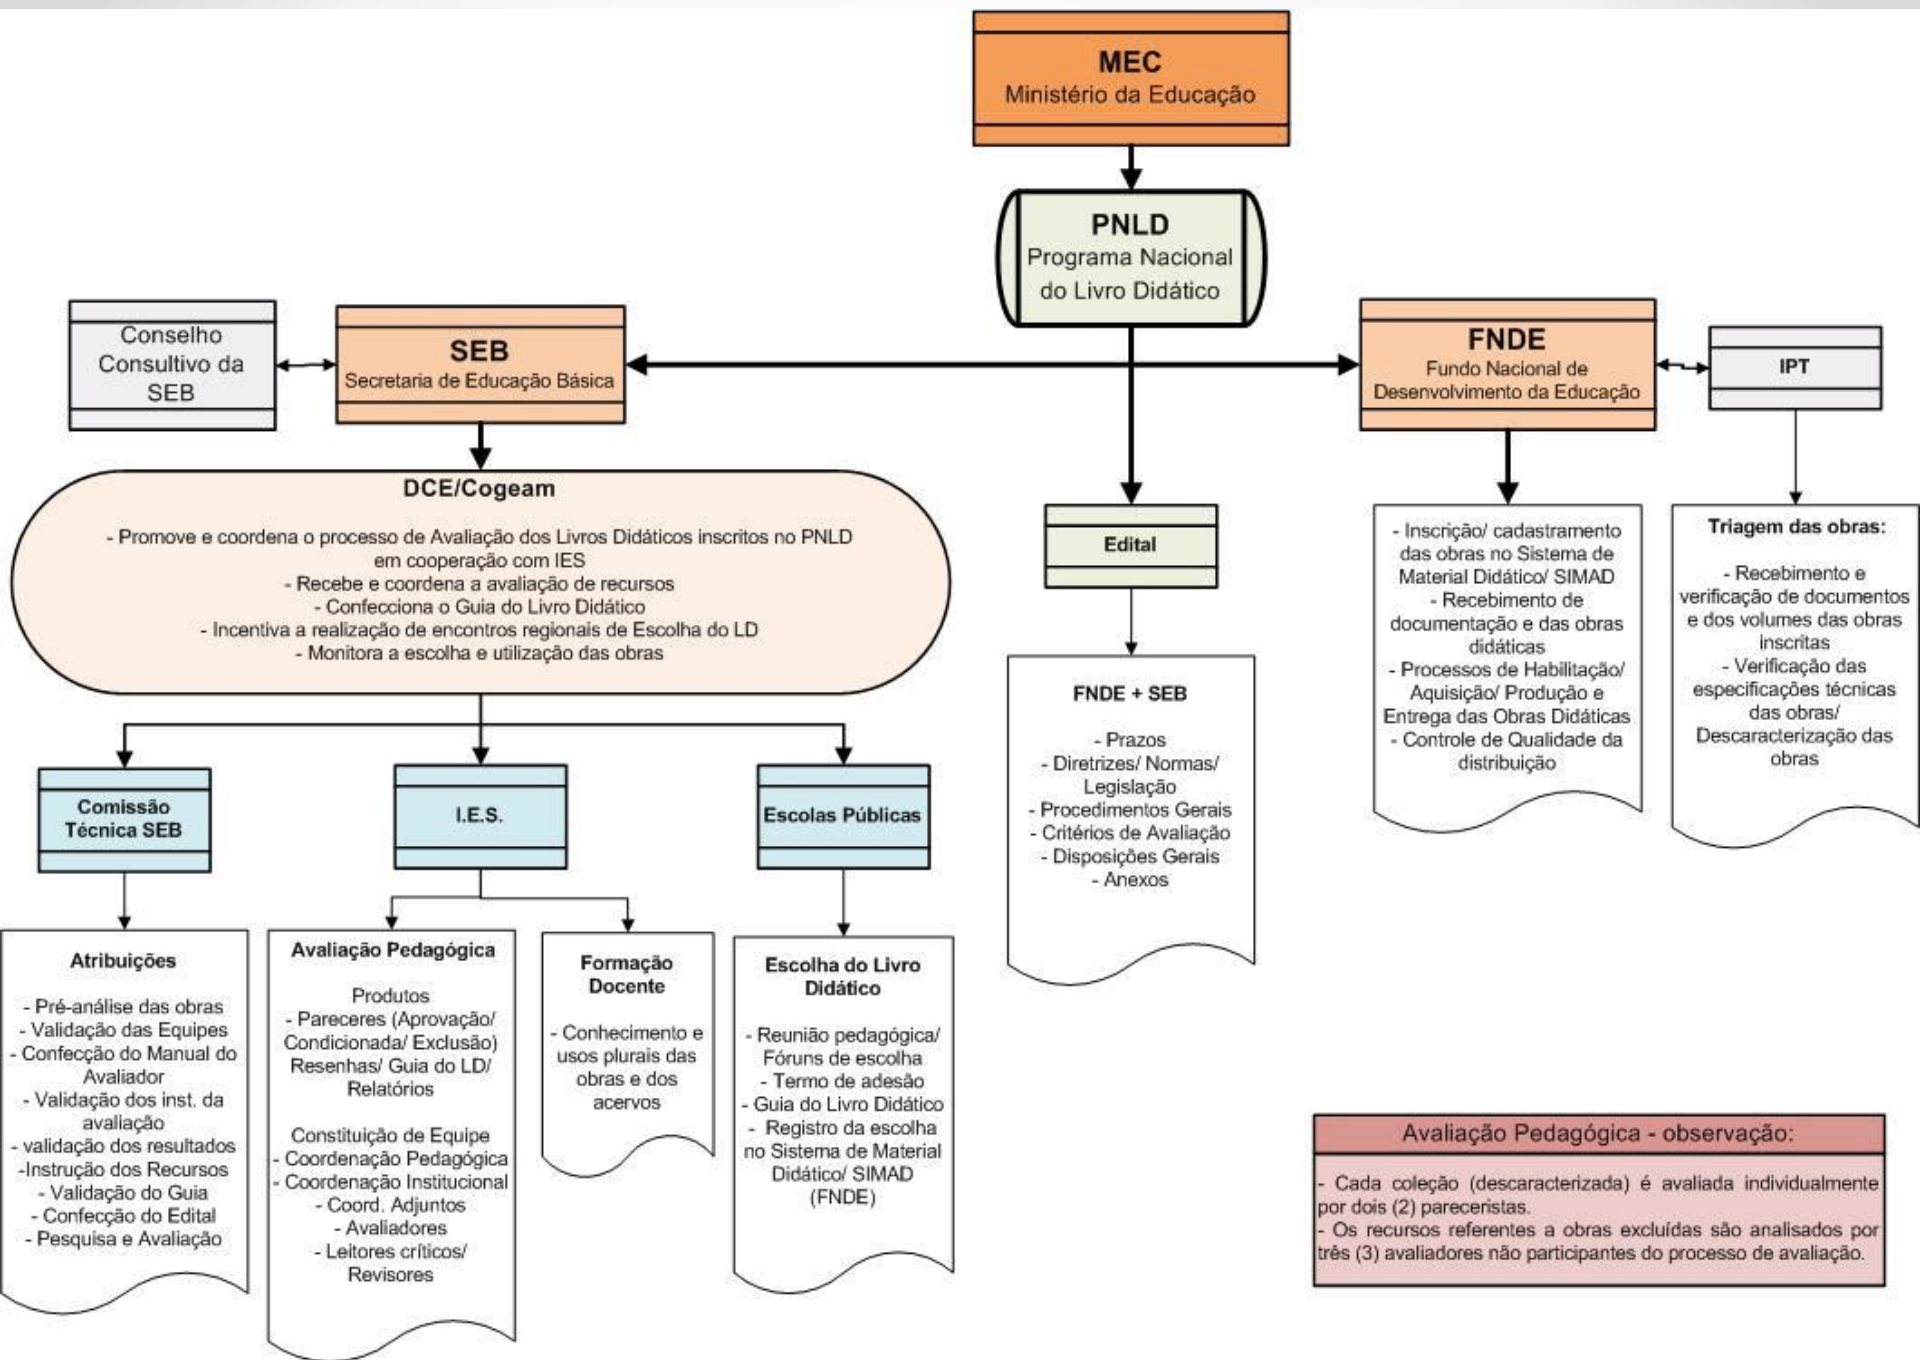 MEC
Ministério da Educação
PNLD
Programa Nacional
do Livro Didático
Conselho
Consultivo da
SEB
SEB
Secretaria de Educação Básica
FNDE
Fundo Nacional de
Desenvolvimento da Educação
IPT
DCE/Cogeam
- Promove e coordena o processo de Avaliação dos Livros Didáticos inscritos no PNLD
em cooperação com IES
- Recebe e coordena a avaliação de recursos
- Confecciona o Guia do Livro Didático
- Incentiva a realização de encontros regionais de Escolha do LD
- Monitora a escolha e utilização das obras
Edital
FNDE + SEB
- Prazos
- Diretrizes/ Normas/
Legislação
- Procedimentos Gerais
- Critérios de Avaliação
- Disposições Gerais
- Anexos
- Inscrição/ cadastramento
das obras no Sistema de
Material Didático/ SIMAD
- Recebimento de
documentação e das obras
didáticas
- Processos de Habilitação/
Aquisição/ Produção e
Entrega das Obras Didáticas
- Controle de Qualidade da
distribuição
Triagem das obras:
- Recebimento e
verificação de documentos
e dos volumes das obras
inscritas
- Verificação das
especificações técnicas
das obras/
Descaracterização das
obras
Comissão
Técnica SEB
I.E.S.
Escolas Públicas
Atribuições
- Pré-análise das obras
- Validação das Equipes
- Confecção do Manual do
Avaliador
- Validação dos inst. da
avaliação
- validação dos resultados
-Instrução dos Recursos
- Validação do Guia
- Confecção do Edital
- Pesquisa e Avaliação
Avaliação Pedagógica
Produtos
- Pareceres (Aprovação/
Condicionada/ Exclusão)
Resenhas/ Guia do LD/
Relatórios
Constituição de Equipe
- Coordenação Pedagógica
- Coordenação Institucional
- Coord. Adjuntos
- Avaliadores
- Leitores críticos/
Revisores
Formação
Docente
- Conhecimento e
usos plurais das
obras e dos
acervos
Escolha do Livro
Didático
- Reunião pedagógica/
Fóruns de escolha
- Termo de adesão
- Guia do Livro Didático
- Registro da escolha
no Sistema de Material
Didático/ SIMAD
(FNDE)
Avaliação Pedagógica - observação:
- Cada coleção (descaracterizada) é avaliada individualmente
por dois (2) pareceristas.
- Os recursos referentes a obras excluídas são analisados por
três (3) avaliadores não participantes do processo de avaliação.